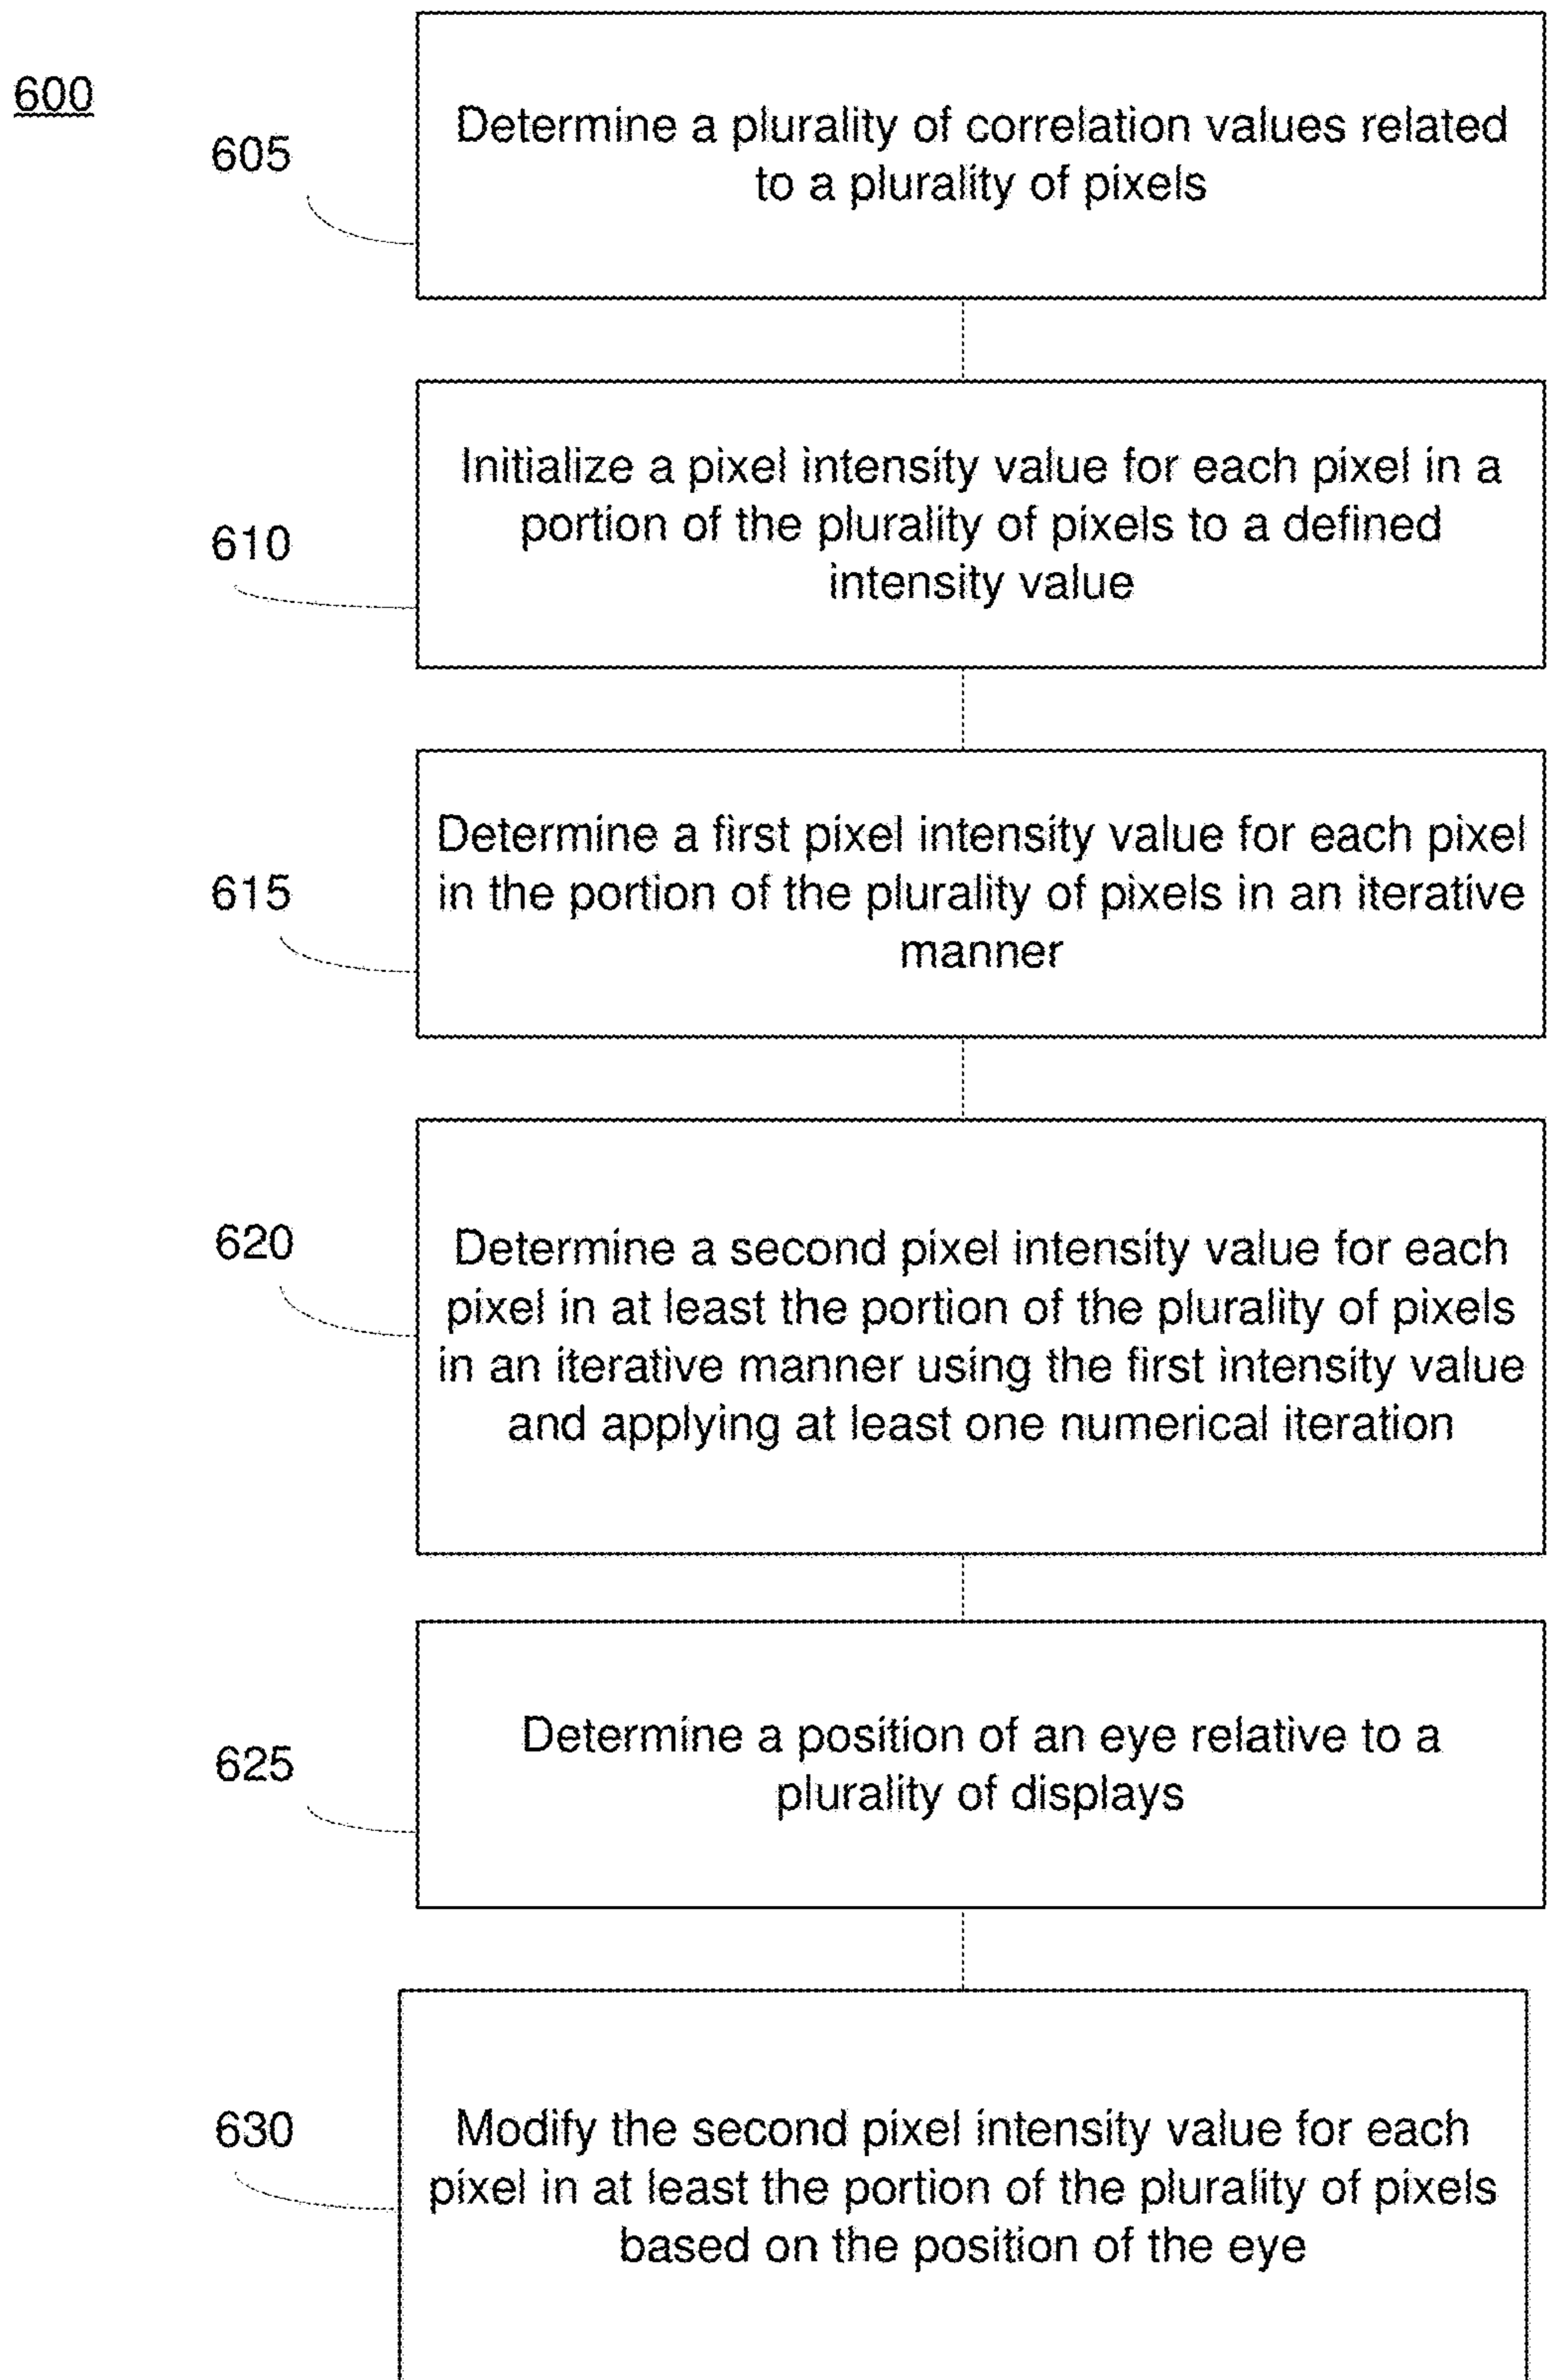 600
605
Determine a plurality of correlation values related
to a plurality of pixels
610
Initialize a pixel intensity value for each pixel in a
portion of the plurality of pixels to a defined
intensity value
615
Determine a first pixel intensity value for each pixel
in the portion of the plurality of pixels in an iterative
manner
620
Determine a second pixel intensity value for each
pixel in at least the portion of the plurality of pixels
in an iterative manner using the first intensity value
and applying at least one numerical iteration
625
Determine a position of an eye relative to a
plurality of displays
630
Modify the second pixel intensity value for each
pixel in at least the portion of the plurality of pixels
based on the position of the eye